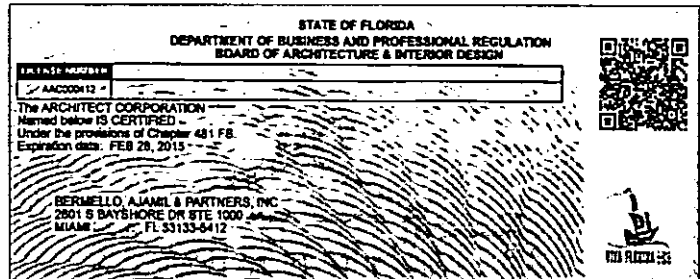 STATE OF FLORIDA
DEPARTMENT OF BUSINESS AND PROFESSIONAL REGULATION
BOARD OF ARCHITECTURE & INTERIOR DESIGN
LICENSE NUMBER
AAC000412
The ARCHITECT CORPORATION
Named below IS CERTIFIED
Under the provisions of Chapter 481 FS.
Expiration date: FEB 28, 2015
BERMELLO, AJAMIL & PARTNERS, INC
2601 S BAYSHORE DR STE 1000
MIAMI FL 33133-5412